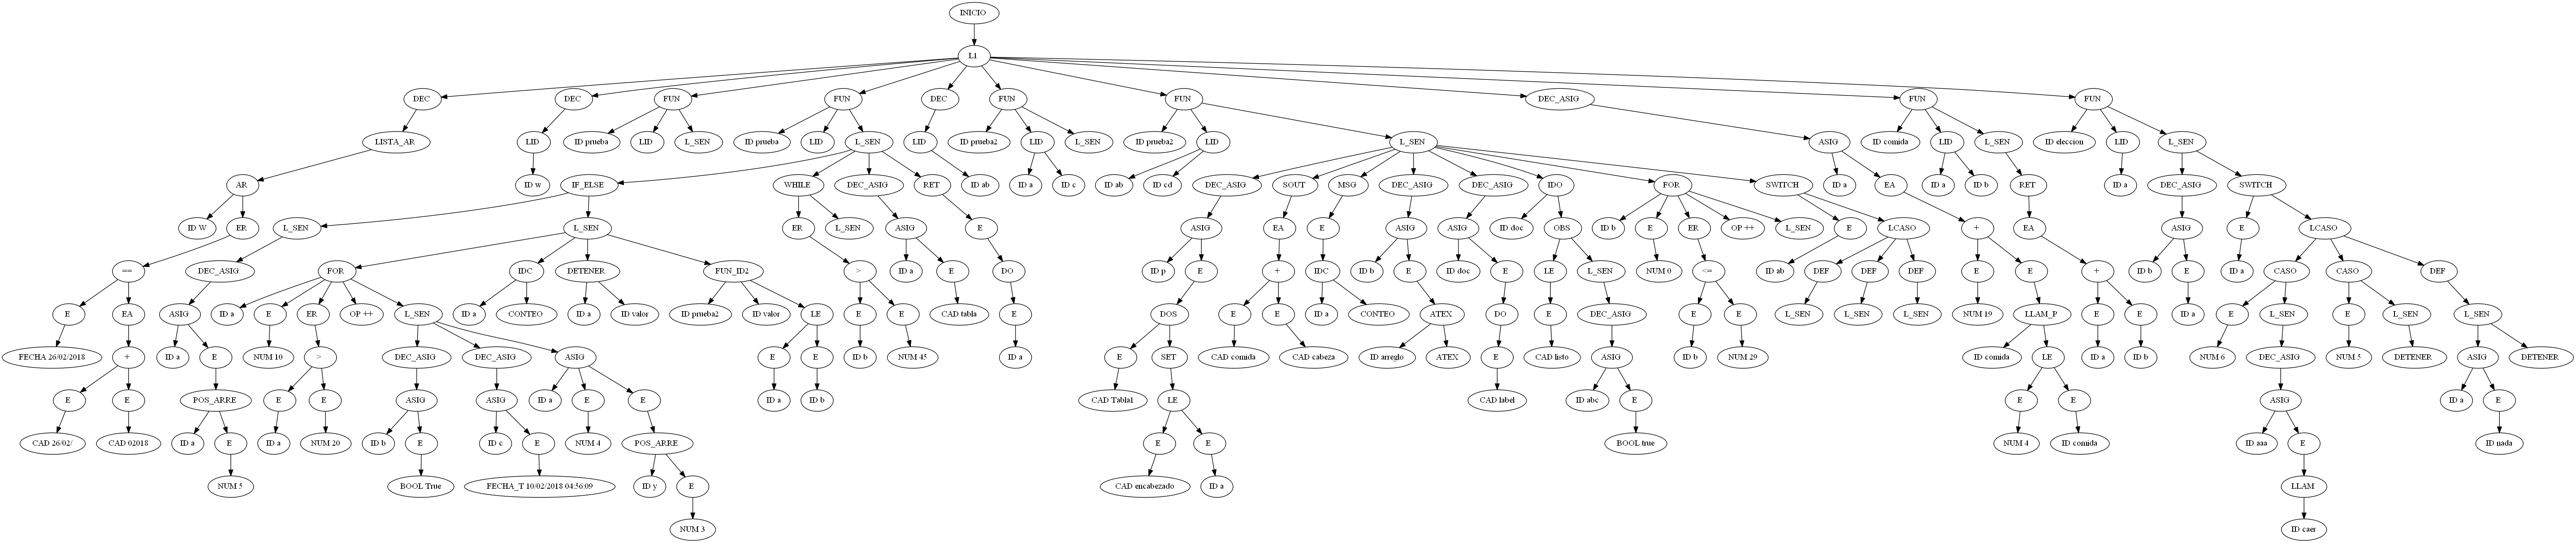 INICIO
L1
DEC DEC FUN FUN DEC FUN FUN DEC_ASIG FUN FUN
LISTA_AR LID ID prueba LID L_SEN ID prueba LID L_SEN LID ID prueba2 LID L_SEN ID prueba2 LID L_SEN ASIG ID comida LID L_SEN ID eleccion LID L_SEN
AR ID w IF_ELSE WHILE DEC_ASIG RET ID ab ID a ID c ID ab ID cd DEC_ASIG SOUT MSG DEC_ASIG DEC_ASIG IDO FOR SWITCH ID a EA ID a ID b RET ID a DEC_ASIG SWITCH
ID W ER L_SEN L_SEN ER L_SEN ASIG E ASIG EA E ASIG ASIG ID doc OBS ID b E ER OP ++ L_SEN E LCASO + EA ASIG E LCASO
== DEC_ASIG FOR IDC DETENER FUN_ID2 > ID a E DO ID p E + IDC ID b E ID doc E LE L_SEN NUM 0 <= ID ab DEF DEF DEF E E + ID b E ID a CASO CASO DEF
E EA ASIG ID a E ER OP ++ L_SEN ID a CONTEO ID a ID valor ID prueba2 ID valor LE E E CAD tabla E DOS E E ID a CONTEO ATEX DO E DEC_ASIG E E L_SEN L_SEN L_SEN NUM 19 LLAM_P E E ID a E L_SEN E L_SEN L_SEN
FECHA 26/02/2018 + ID a E NUM 10 > DEC_ASIG DEC_ASIG ASIG E E ID b NUM 45 ID a E SET CAD comida CAD cabeza ID arreglo ATEX E CAD listo ASIG ID b NUM 29 ID comida LE ID a ID b NUM 6 DEC_ASIG NUM 5 DETENER ASIG DETENER
E E POS_ARRE E E ASIG ASIG ID a E E ID a ID b CAD Tabla1 LE CAD label ID abc E E E ASIG ID a E
CAD 26/02/ CAD 02018 ID a E ID a NUM 20 ID b E ID c E NUM 4 POS_ARRE E E BOOL true NUM 4 ID comida ID aaa E ID nada
NUM 5 BOOL True FECHA_T 10/02/2018 04:56:09 ID y E CAD encabezado ID a LLAM
NUM 3 ID caer